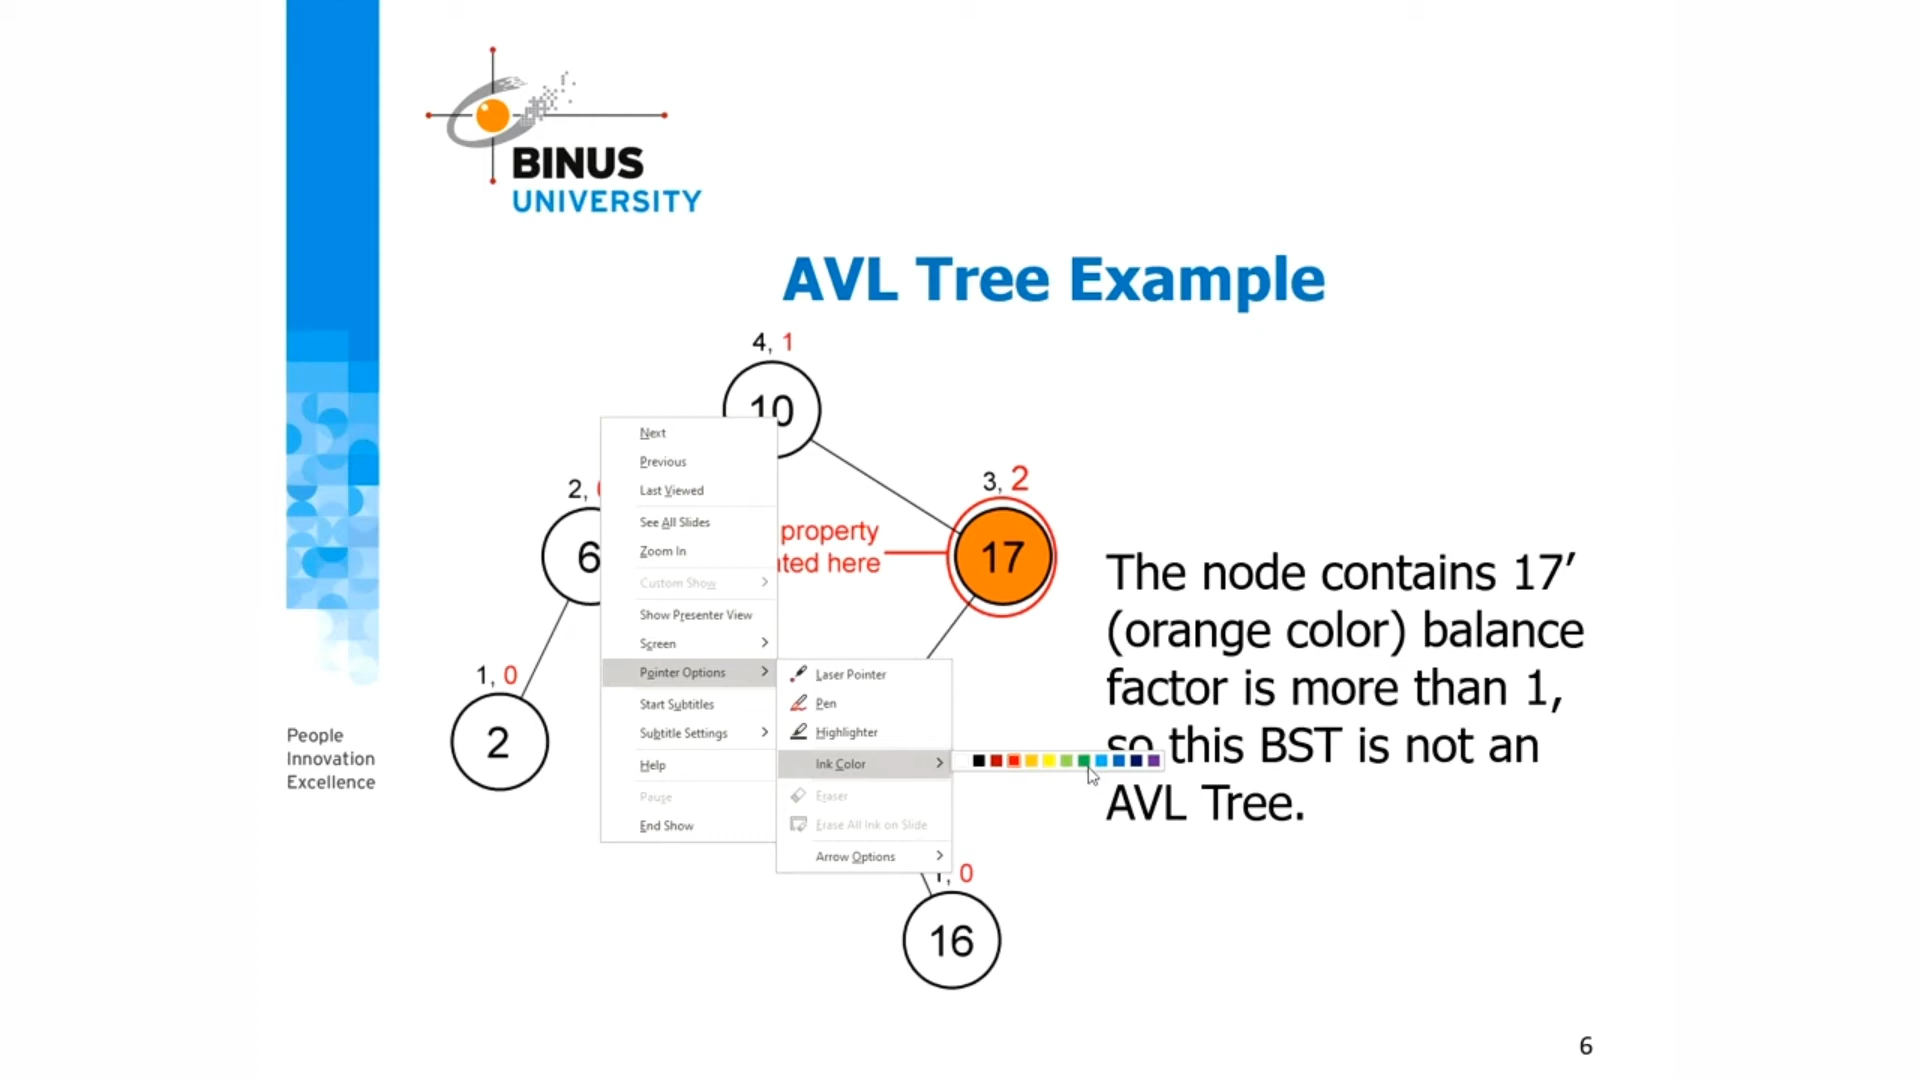 BINUS
UNIVERSITY
AVL Tree Example
4, 1
10
2,
6
3, 2
17
property
here
1, 0
2
The node contains 17’
(orange color) balance
factor is more than 1,
so this BST is not an
AVL Tree.
Next
Previous
Last Viewed
See All Slides
Zoom In
Custom Show
Show Presenter View
Screen
Pointer Options
Start Subtitles
Subtitle Settings
Help
Pause
End Show
Laser Pointer
Pen
Highlighter
Ink Color
Eraser
Erase All Ink on Slide
Arrow Options
1, 0
16
People
Innovation
Excellence
6